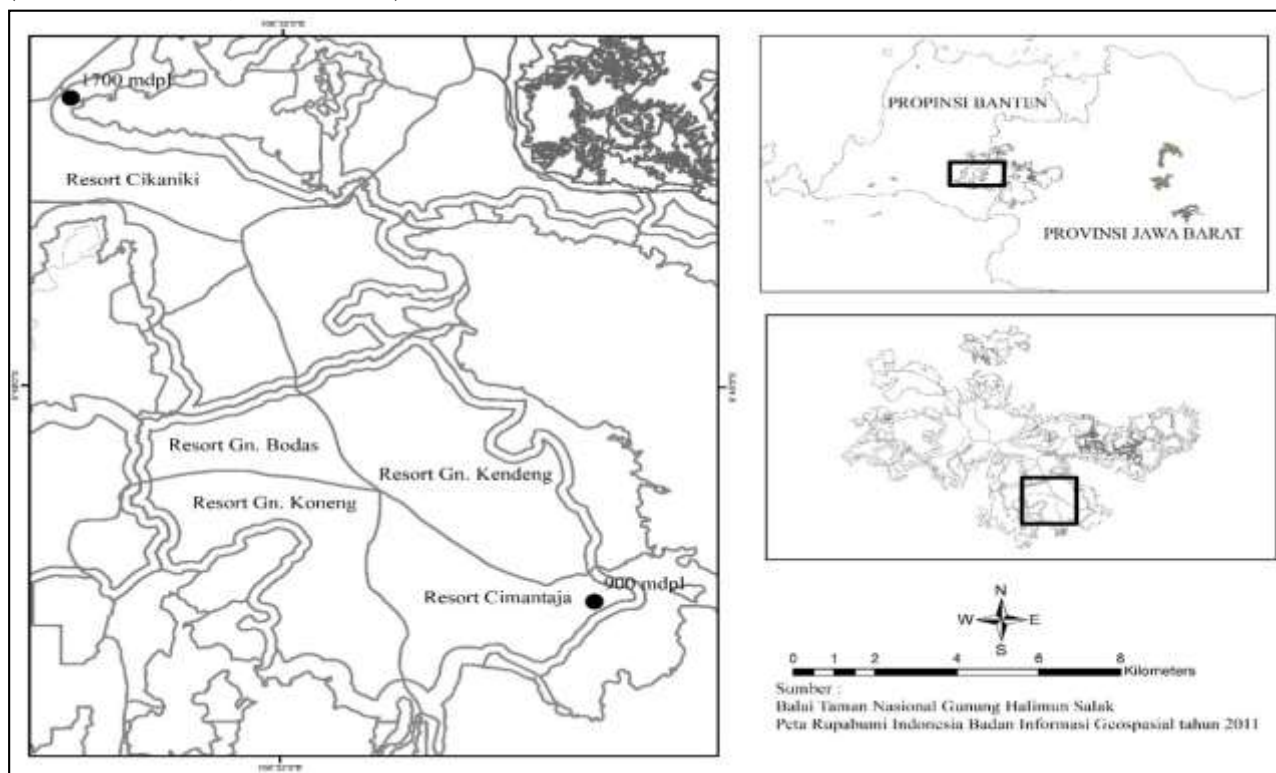 1700 mdpl
Resort Cikaniki
Resort Gn. Bodas
Resort Gn. Kendeng
Resort Gn. Koneng
900 mdpl
Resort Cimantaja
PROPINSI BANTEN
PROVINSI JAWA BARAT
N
W E
S
0 1 2 4 6 8
Kilometers
Sumber :
Balai Taman Nasional Gunung Halimun Salak
Peta Rupabumi Indonesia Badan Informasi Geospasial tahun 2011